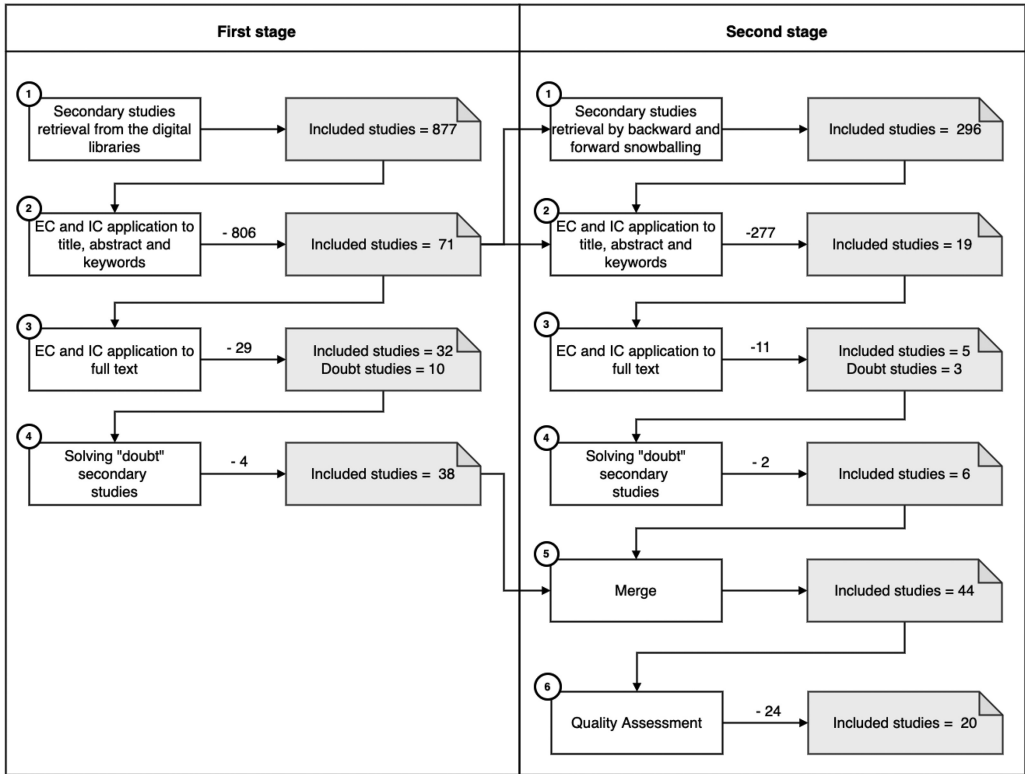 First stage
Second stage
1
Secondary studies
retrieval from the digital
libraries
Included studies = 877
2
EC and IC application to
title, abstract and
keywords
- 806
Included studies = 71
3
EC and IC application to
full text
- 29
Included studies = 32
Doubt studies = 10
4
Solving "doubt"
secondary
studies
- 4
Included studies = 38
1
Secondary studies
retrieval by backward and
forward snowballing
Included studies = 296
2
EC and IC application to
title, abstract and
keywords
-277
Included studies = 19
3
EC and IC application to
full text
-11
Included studies = 5
Doubt studies = 3
4
Solving "doubt"
secondary
studies
- 2
Included studies = 6
5
Merge
Included studies = 44
6
Quality Assessment
- 24
Included studies = 20